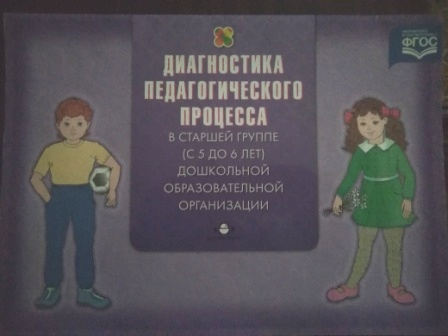 ФГОС
ДИАГНОСТИКА
ПЕДАГОГИЧЕСКОГО
ПРОЦЕССА
В СТАРШЕЙ ГРУППЕ
(С 5 ДО 6 ЛЕТ)
ДОШКОЛЬНОЙ
ОБРАЗОВАТЕЛЬНОЙ
ОРГАНИЗАЦИИ